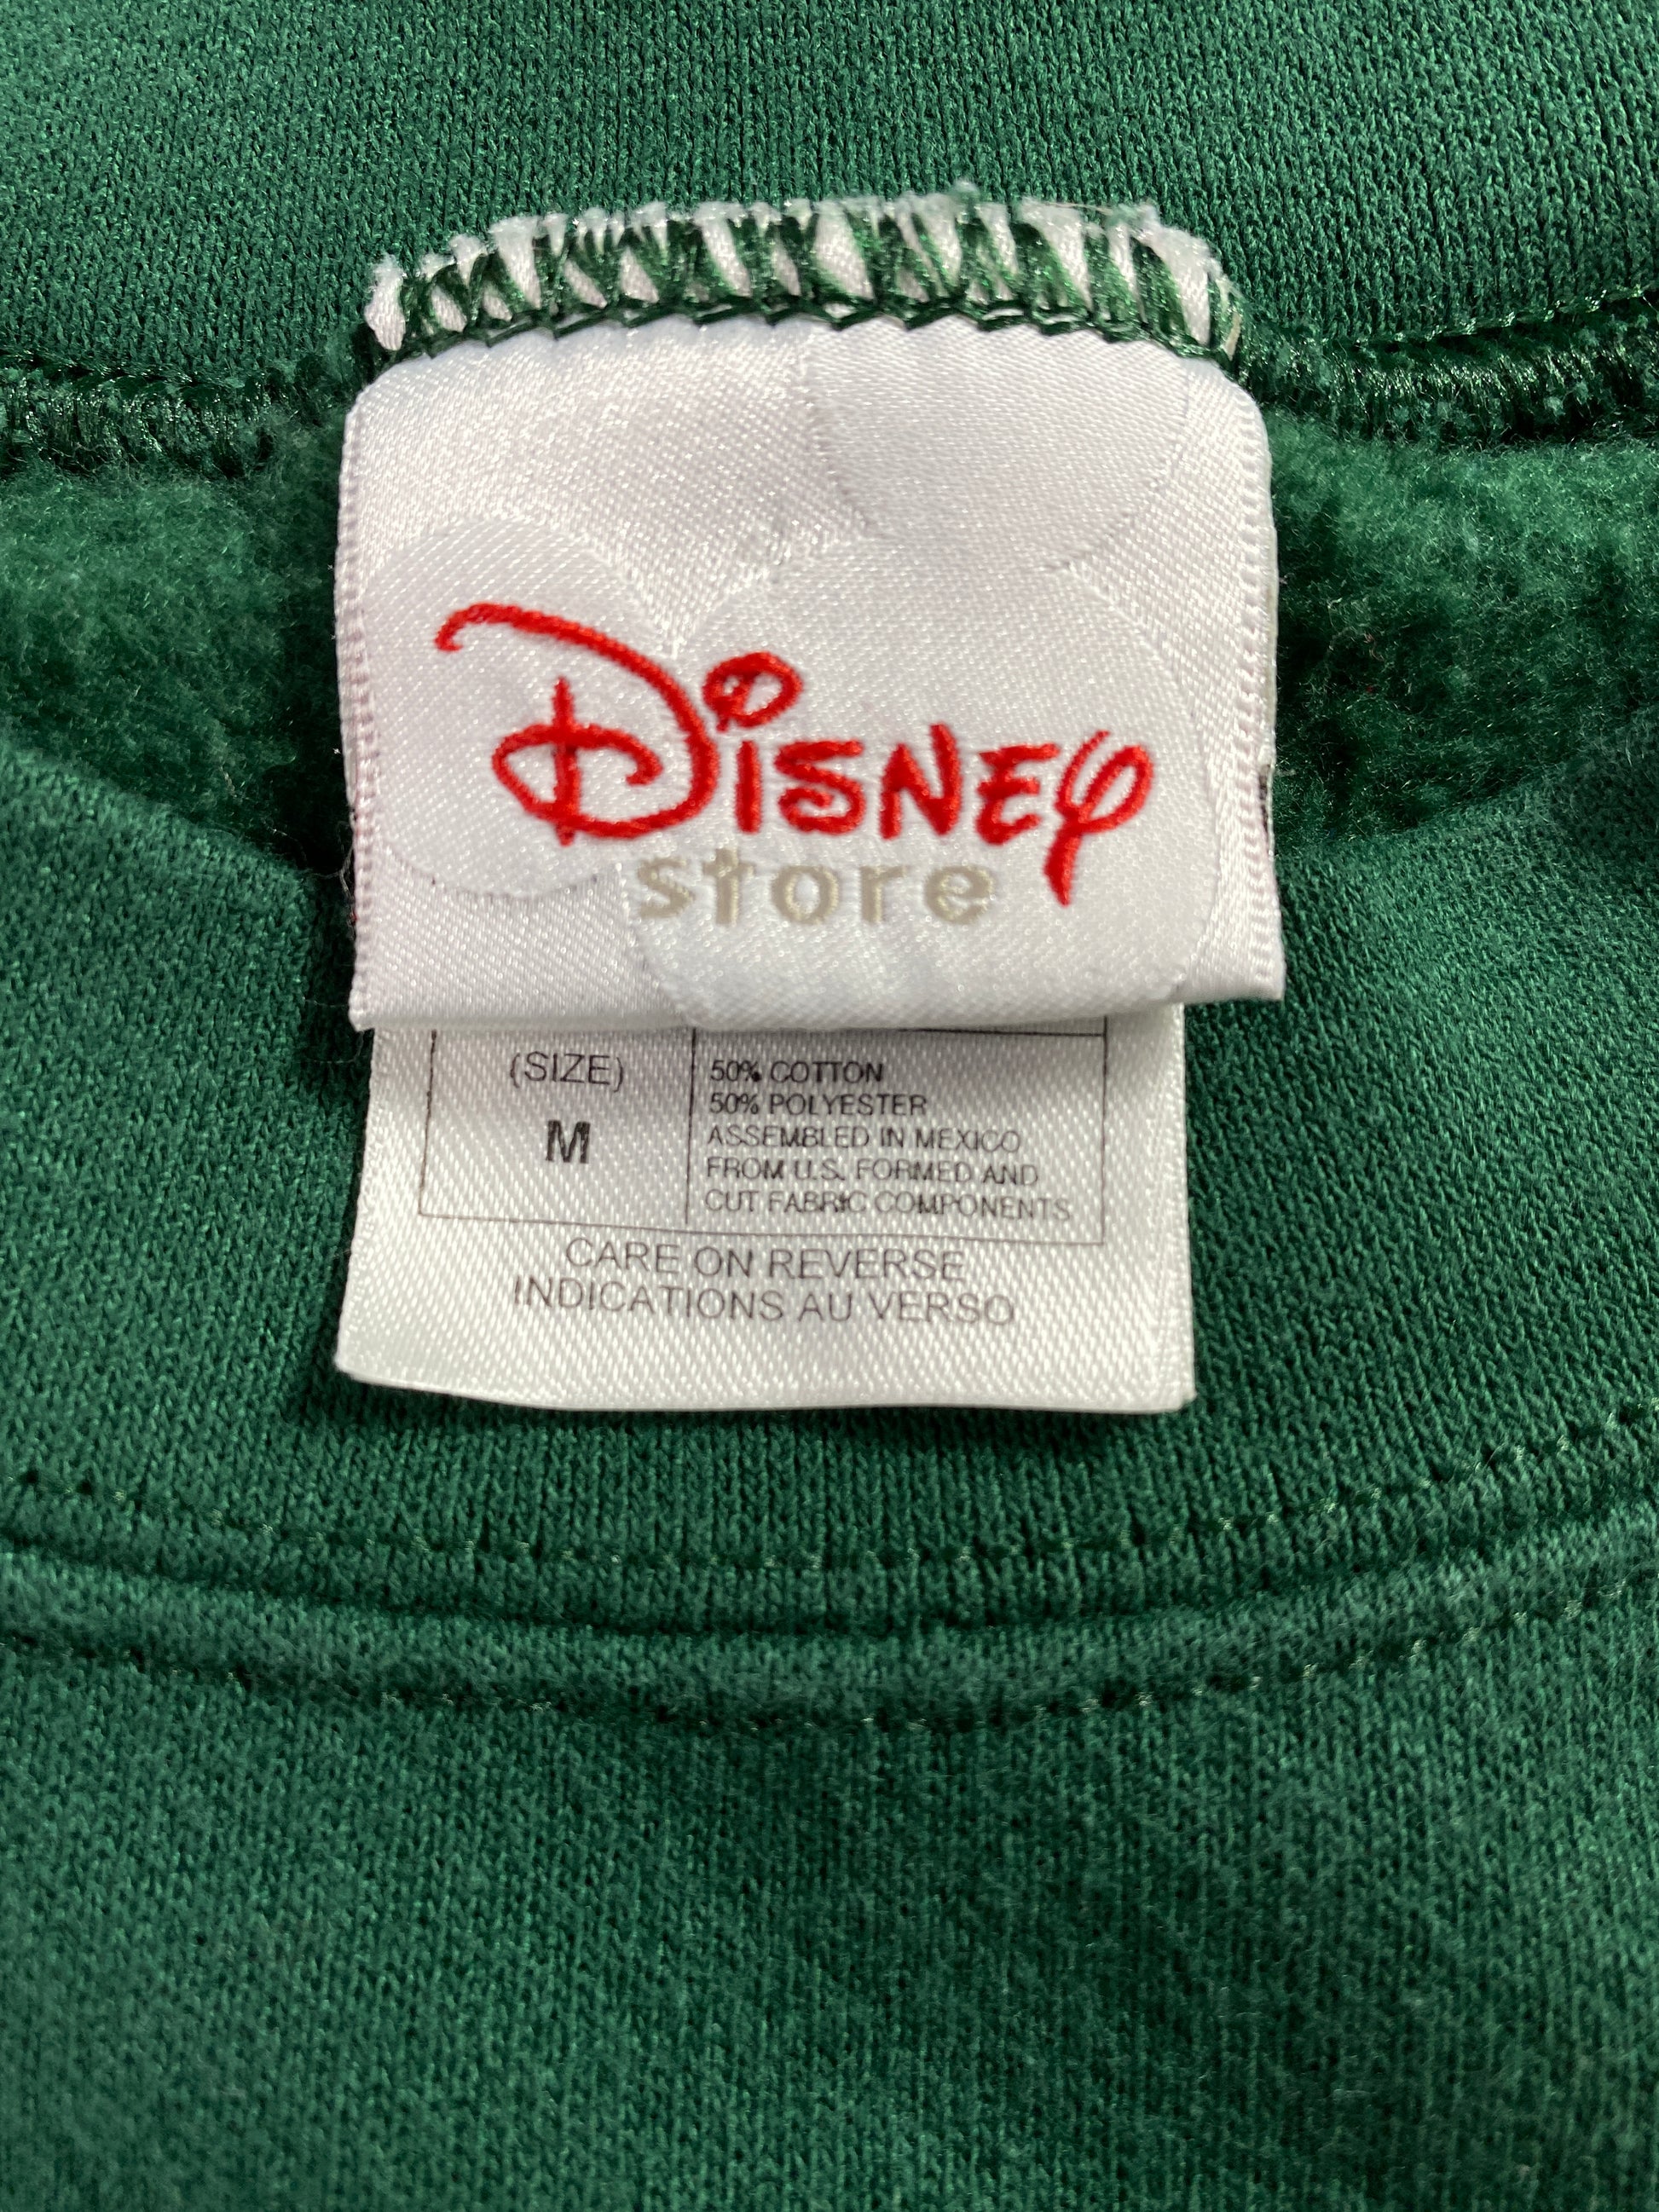 Disney
store
(SIZE)
M
50% COTTON
50% POLYESTER
ASSEMBLED IN MEXICO
FROM U.S. FORMED AND
CUT FABRIC COMPONENTS
CARE ON REVERSE
INDICATIONS AU VERSO